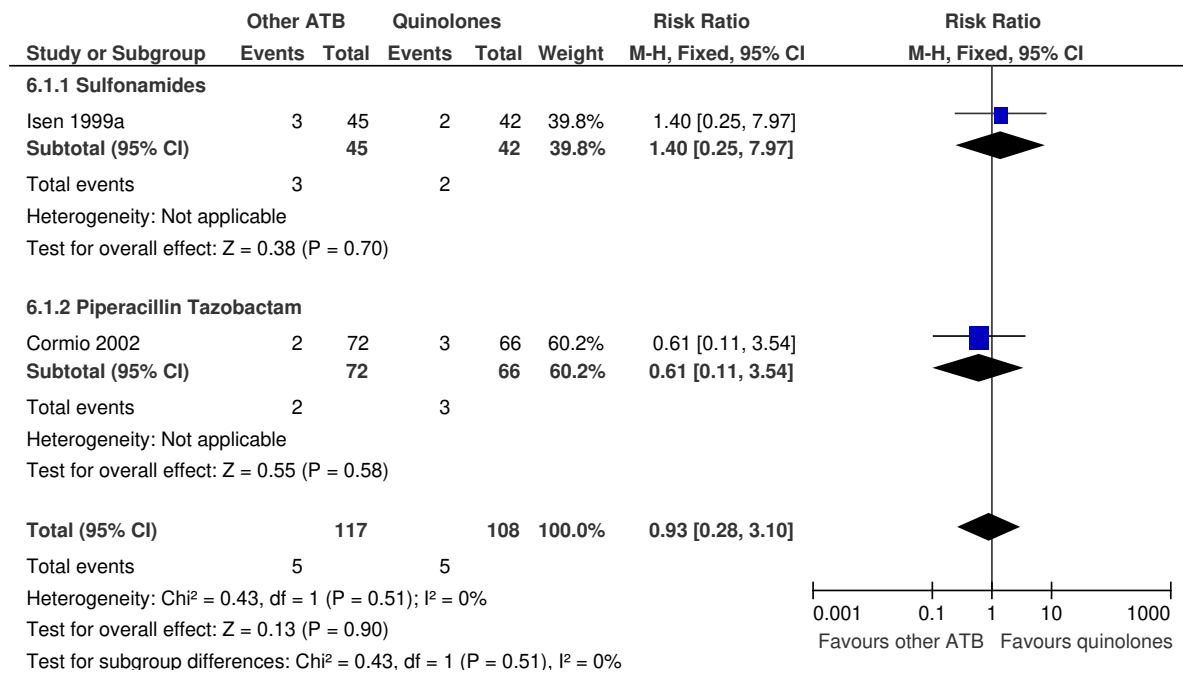 Other ATB Quinolones Risk Ratio Risk Ratio
Study or Subgroup Events Total Events Total Weight M-H, Fixed, 95% CI M-H, Fixed, 95% CI
6.1.1 Sulfonamides
Isen 1999a 3 45 2 42 39.8% 1.40 [0.25, 7.97]
Subtotal (95% CI) 45 42 39.8% 1.40 [0.25, 7.97]
Total events 3 2
Heterogeneity: Not applicable
Test for overall effect: Z = 0.38 (P = 0.70)
6.1.2 Piperacillin Tazobactam
Cormio 2002 2 72 3 66 60.2% 0.61 [0.11, 3.54]
Subtotal (95% CI) 72 66 60.2% 0.61 [0.11, 3.54]
Total events 2 3
Heterogeneity: Not applicable
Test for overall effect: Z = 0.55 (P = 0.58)
Total (95% CI) 117 108 100.0% 0.93 [0.28, 3.10]
Total events 5 5
Heterogeneity: Chi² = 0.43, df = 1 (P = 0.51); I² = 0%
Test for overall effect: Z = 0.13 (P = 0.90)
Test for subgroup differences: Chi² = 0.43, df = 1 (P = 0.51), I² = 0%
0.001 0.1 1 10 1000
Favours other ATB Favours quinolones